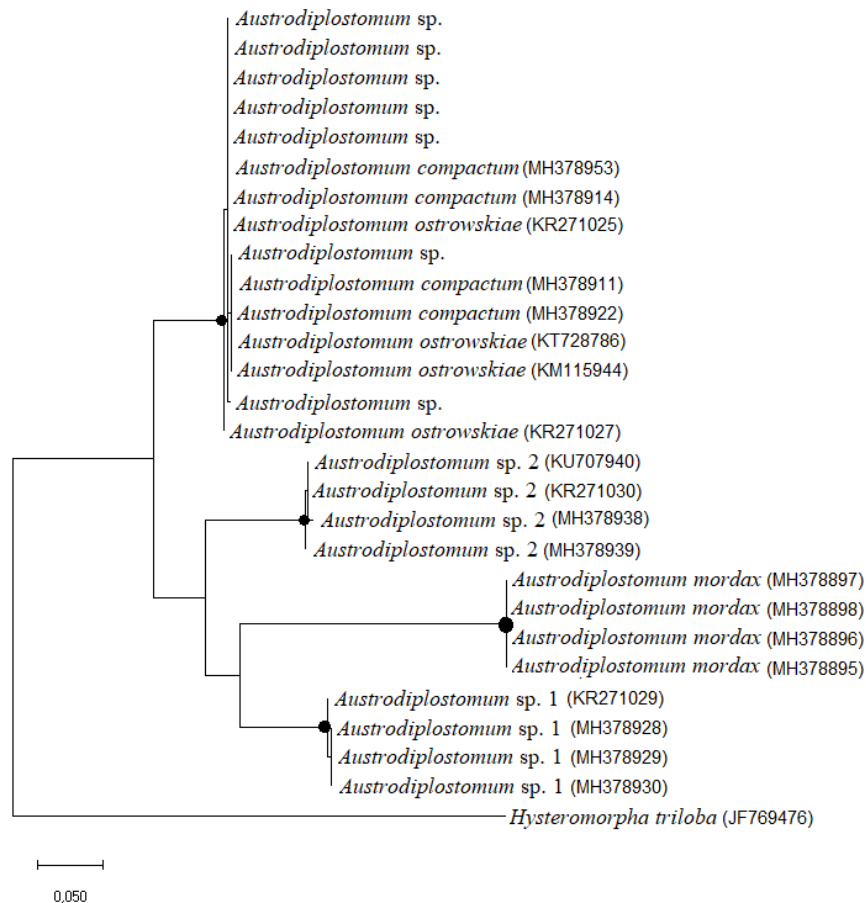 Austrodiplostomum sp.
Austrodiplostomum sp.
Austrodiplostomum sp.
Austrodiplostomum sp.
Austrodiplostomum sp.
Austrodiplostomum compactum (MH378953)
Austrodiplostomum compactum (MH378914)
Austrodiplostomum ostrowskiae (KR271025)
Austrodiplostomum sp.
Austrodiplostomum compactum (MH378911)
Austrodiplostomum compactum (MH378922)
Austrodiplostomum ostrowskiae (KT728786)
Austrodiplostomum ostrowskiae (KM115944)
Austrodiplostomum sp.
Austrodiplostomum ostrowskiae (KR271027)
Austrodiplostomum sp. 2 (KU707940)
Austrodiplostomum sp. 2 (KR271030)
Austrodiplostomum sp. 2 (MH378938)
Austrodiplostomum sp. 2 (MH378939)
Austrodiplostomum mordax (MH378897)
Austrodiplostomum mordax (MH378898)
Austrodiplostomum mordax (MH378896)
Austrodiplostomum mordax (MH378895)
Austrodiplostomum sp. 1 (KR271029)
Austrodiplostomum sp. 1 (MH378928)
Austrodiplostomum sp. 1 (MH378929)
Austrodiplostomum sp. 1 (MH378930)
Hysteromorpha triloba (JF769476)
0,050